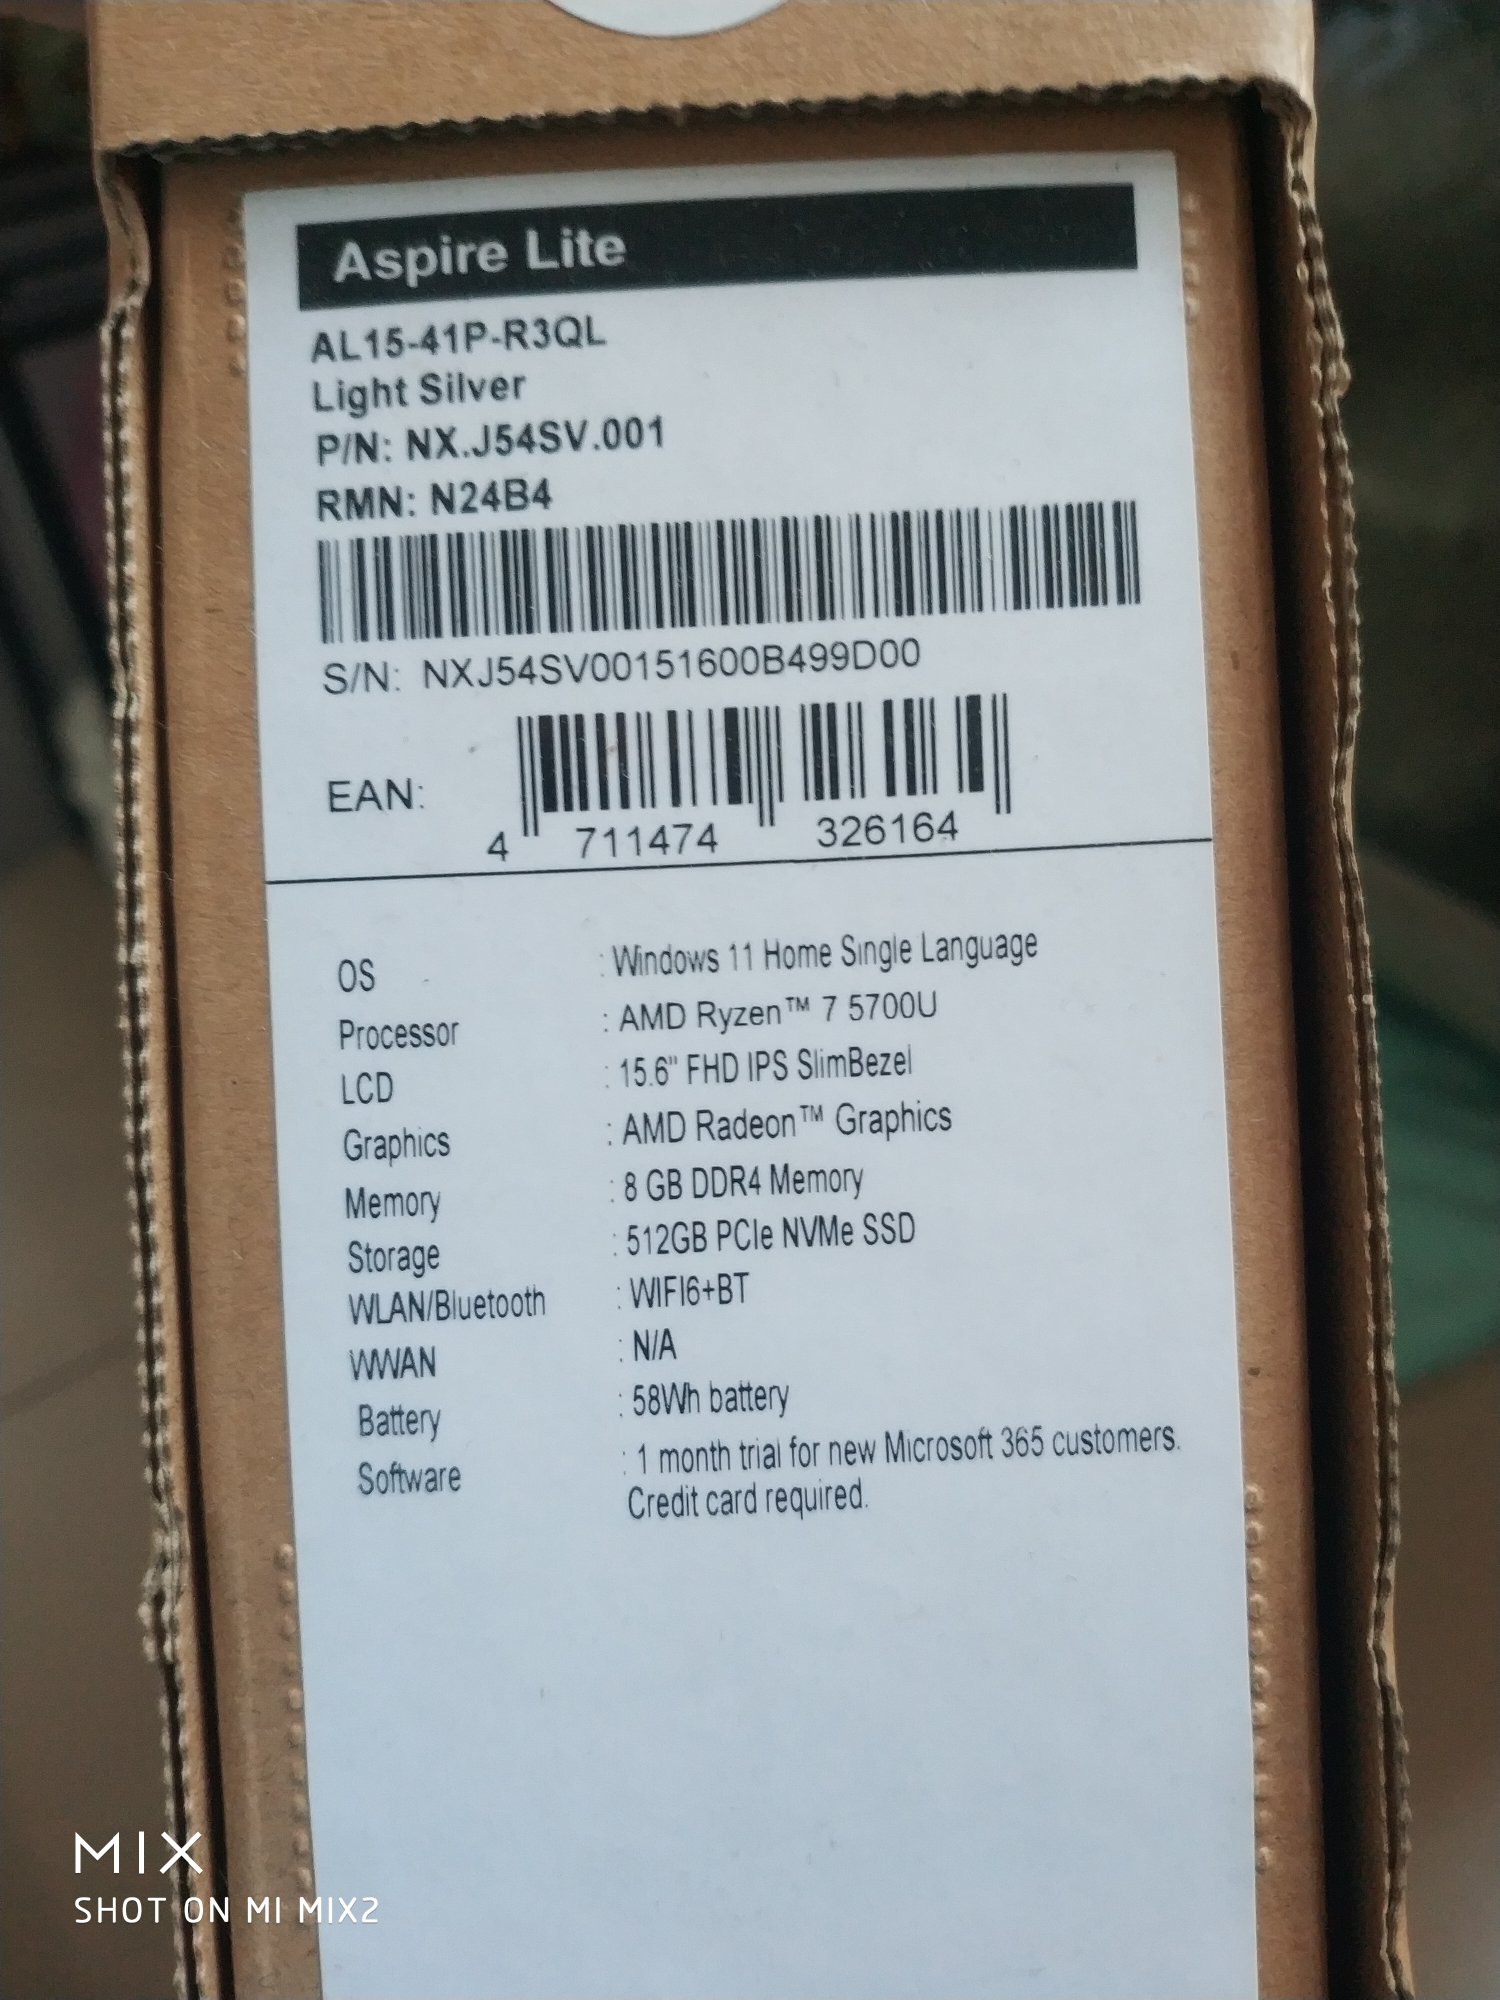 Aspire Lite
AL15-41P-R3QL
Light Silver
P/N: NX.J54SV.001
RMN: N24B4
S/N: NXJ54SV00151600B499D00
EAN:
4 711474 326164
OS : Windows 11 Home Single Language
Processor : AMD Ryzen™ 7 5700U
LCD : 15.6" FHD IPS SlimBezel
Graphics : AMD Radeon™ Graphics
Memory : 8 GB DDR4 Memory
Storage : 512GB PCIe NVMe SSD
WLAN/Bluetooth : WIFI6+BT
WWAN : N/A
Battery : 58Wh battery
Software : 1 month trial for new Microsoft 365 customers.
Credit card required.
MIX
SHOT ON MI MIX2